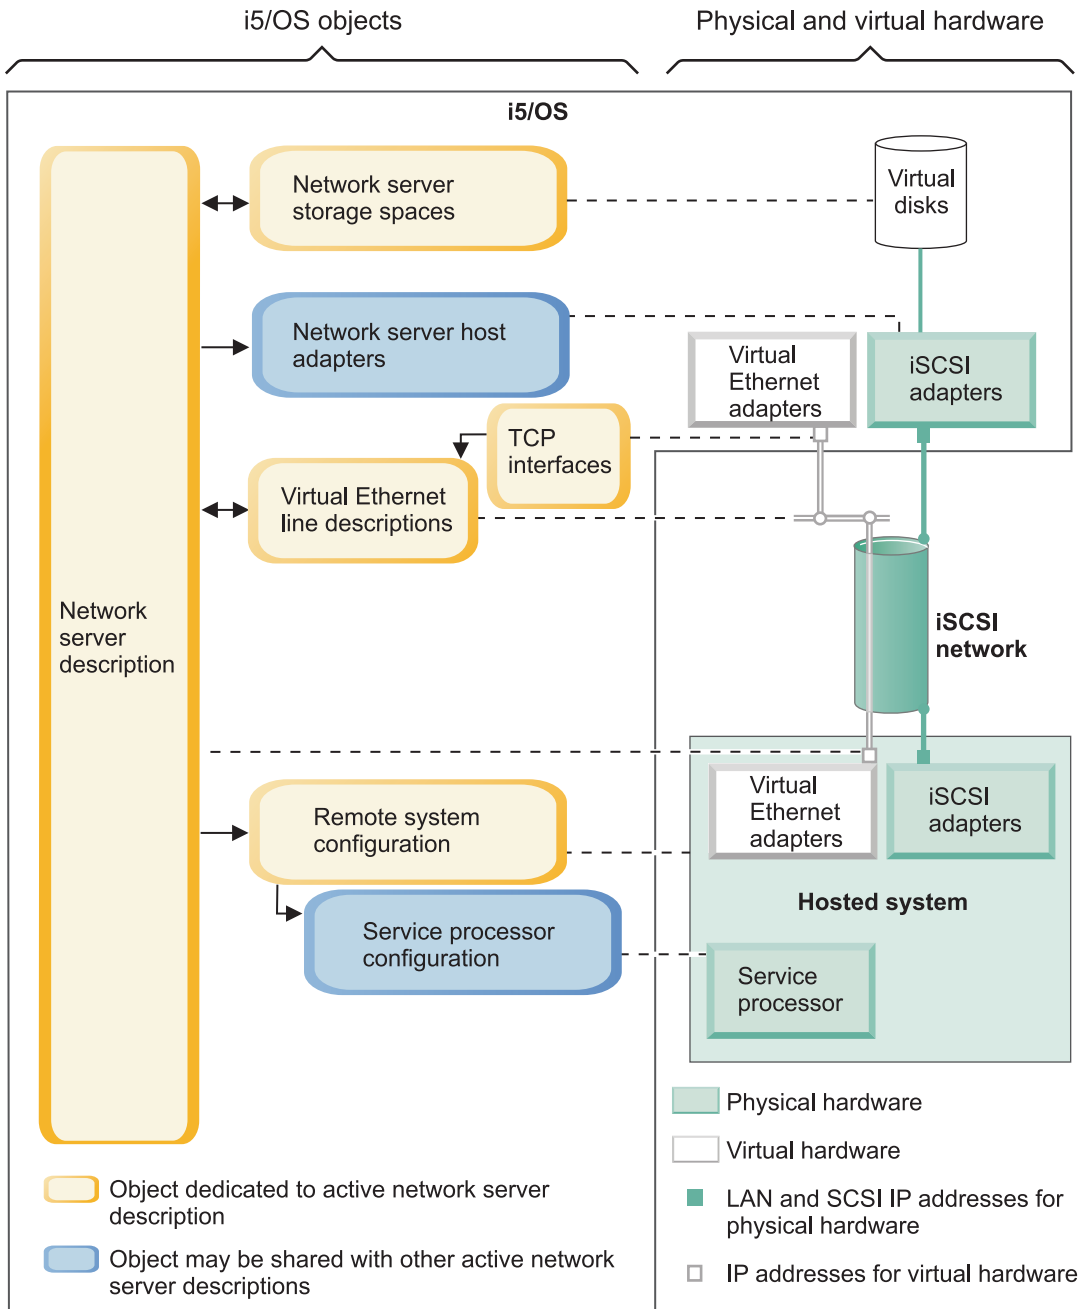 i5/OS objects
Physical and virtual hardware
i5/OS
Network server
storage spaces
Virtual
disks
Network server host
adapters
Virtual
Ethernet
adapters
iSCSI
adapters
TCP
interfaces
Virtual Ethernet
line descriptions
Network
server
description
iSCSI
network
Remote system
configuration
Virtual
Ethernet
adapters
iSCSI
adapters
Hosted system
Service processor
configuration
Service
processor
Physical hardware
Virtual hardware
LAN and SCSI IP addresses for
physical hardware
IP addresses for virtual hardware
Object dedicated to active network server
description
Object may be shared with other active network
server descriptions